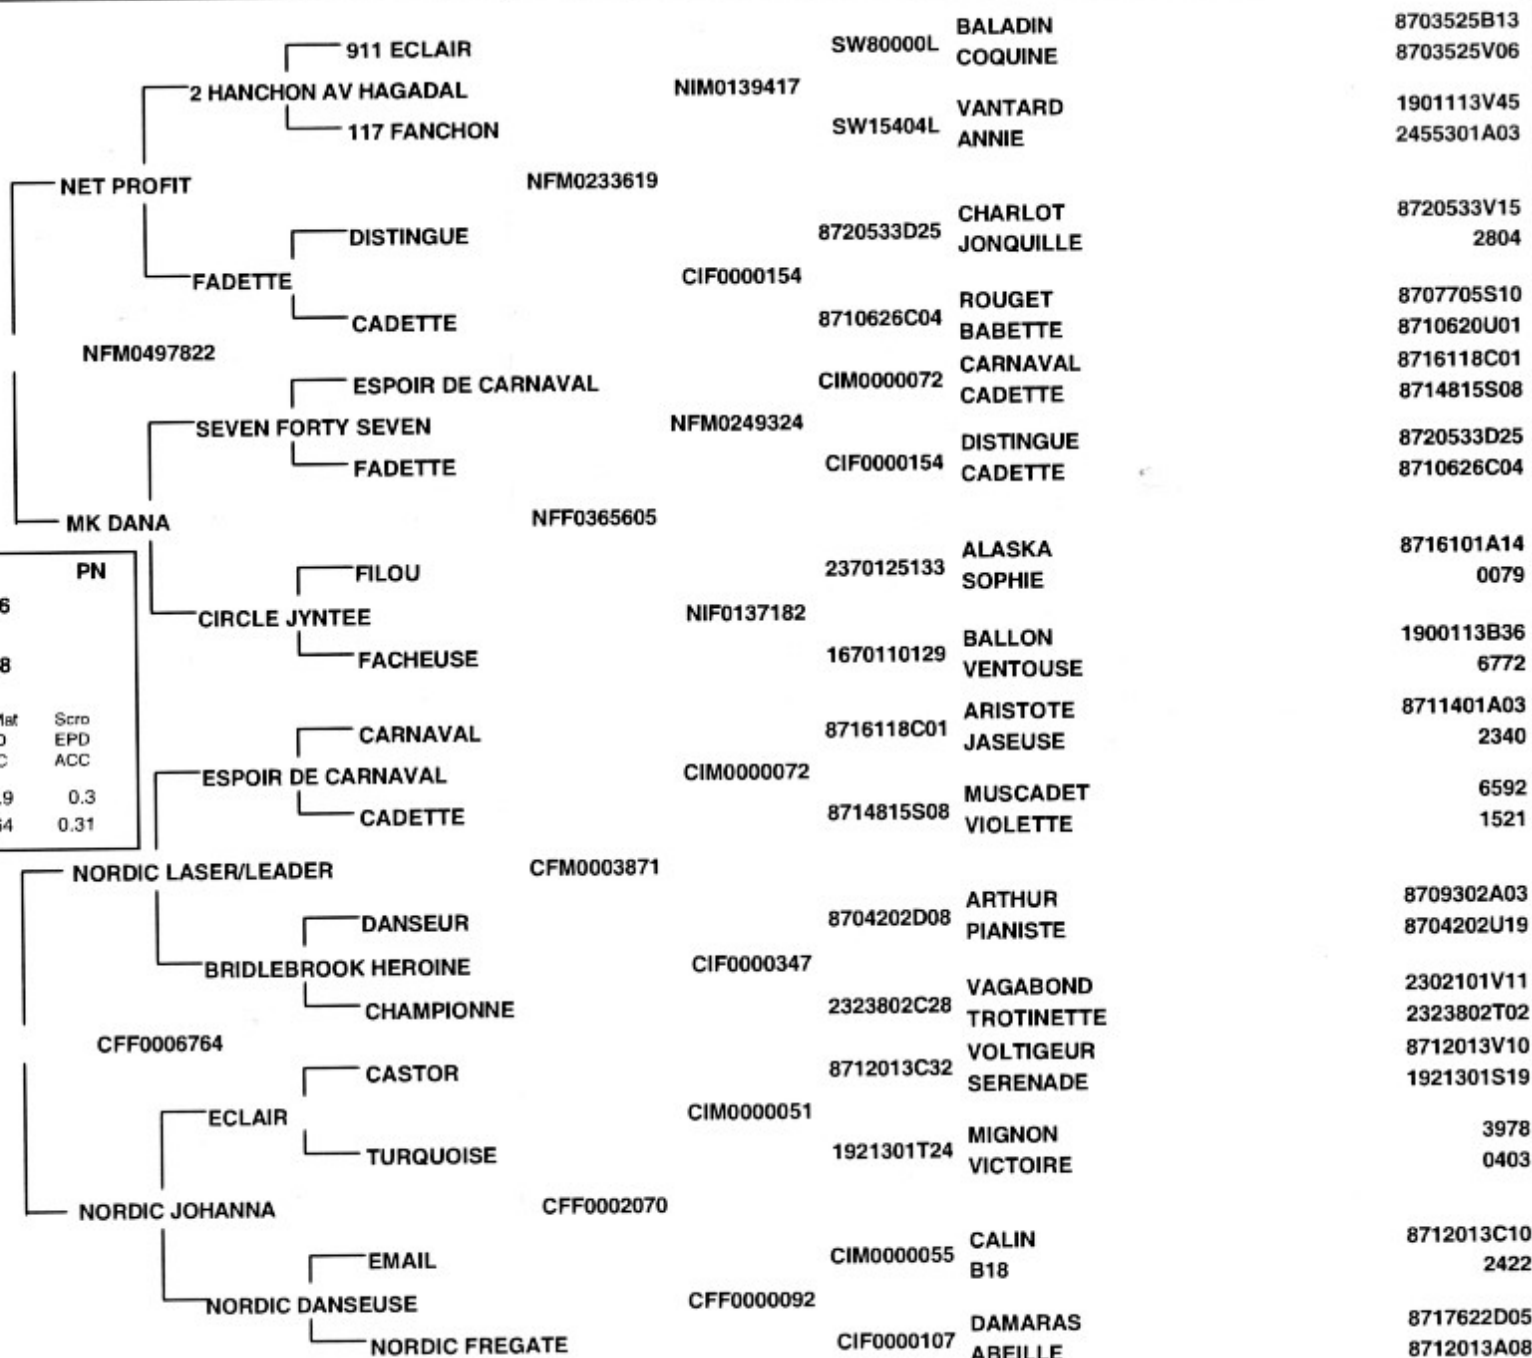 BALADIN 8703525B13
911 ECLAIR SW80000L COQUINE 8703525V06
2 HANCHON AV HAGADAL NIM0139417
VANTARD 1901113V45
117 FANCHON SW15404L ANNIE 2455301A03
NET PROFIT NFM0233619
CHARLOT 8720533V15
DISTINGUE 8720533D25 JONQUILLE 2804
FADETTE CIF0000154
ROUGET 8707705S10
CADETTE 8710626C04 BABETTE 8710620U01
NFM0497822
CARNAVAL 8716118C01
ESPOIR DE CARNAVAL CIM0000072 CADETTE 8714815S08
SEVEN FORTY SEVEN NFM0249324
DISTINGUE 8720533D25
FADETTE CIF0000154 CADETTE 8710626C04
MK DANA NFF0365605
ALASKA 8716101A14
PN
FILOU 2370125133 SOPHIE 0079
6
CIRCLE JYNTEE NIF0137182
BALLON 1900113B36
8
FACHEUSE 1670110129 VENTOUSE 6772
ARISTOTE 8711401A03
Scro
CARNAVAL 8716118C01 JASEUSE 2340
EPD
ACC
ESPOIR DE CARNAVAL CIM0000072
.9 0.3
MUSCADET 6592
CADETTE 8714815S08 VIOLETTE 1521
64 0.31
NORDIC LASER/LEADER CFM0003871
ARTHUR 8709302A03
DANSEUR 8704202D08 PIANISTE 8704202U19
BRIDLEBROOK HEROINE CIF0000347
VAGABOND 2302101V11
CHAMPIONNE 2323802C28 TROTINETTE 2323802T02
CFF0006764
VOLTIGEUR 8712013V10
CASTOR 8712013C32 SERENADE 1921301S19
ECLAIR CIM0000051
MIGNON 3978
TURQUOISE 1921301T24 VICTOIRE 0403
NORDIC JOHANNA CFF0002070
CALIN 8712013C10
EMAIL CIM0000055 B18 2422
NORDIC DANSEUSE CFF0000092
DAMARAS 8717622D05
NORDIC FREGATE CIF0000107 ABEILLE 8712013A08